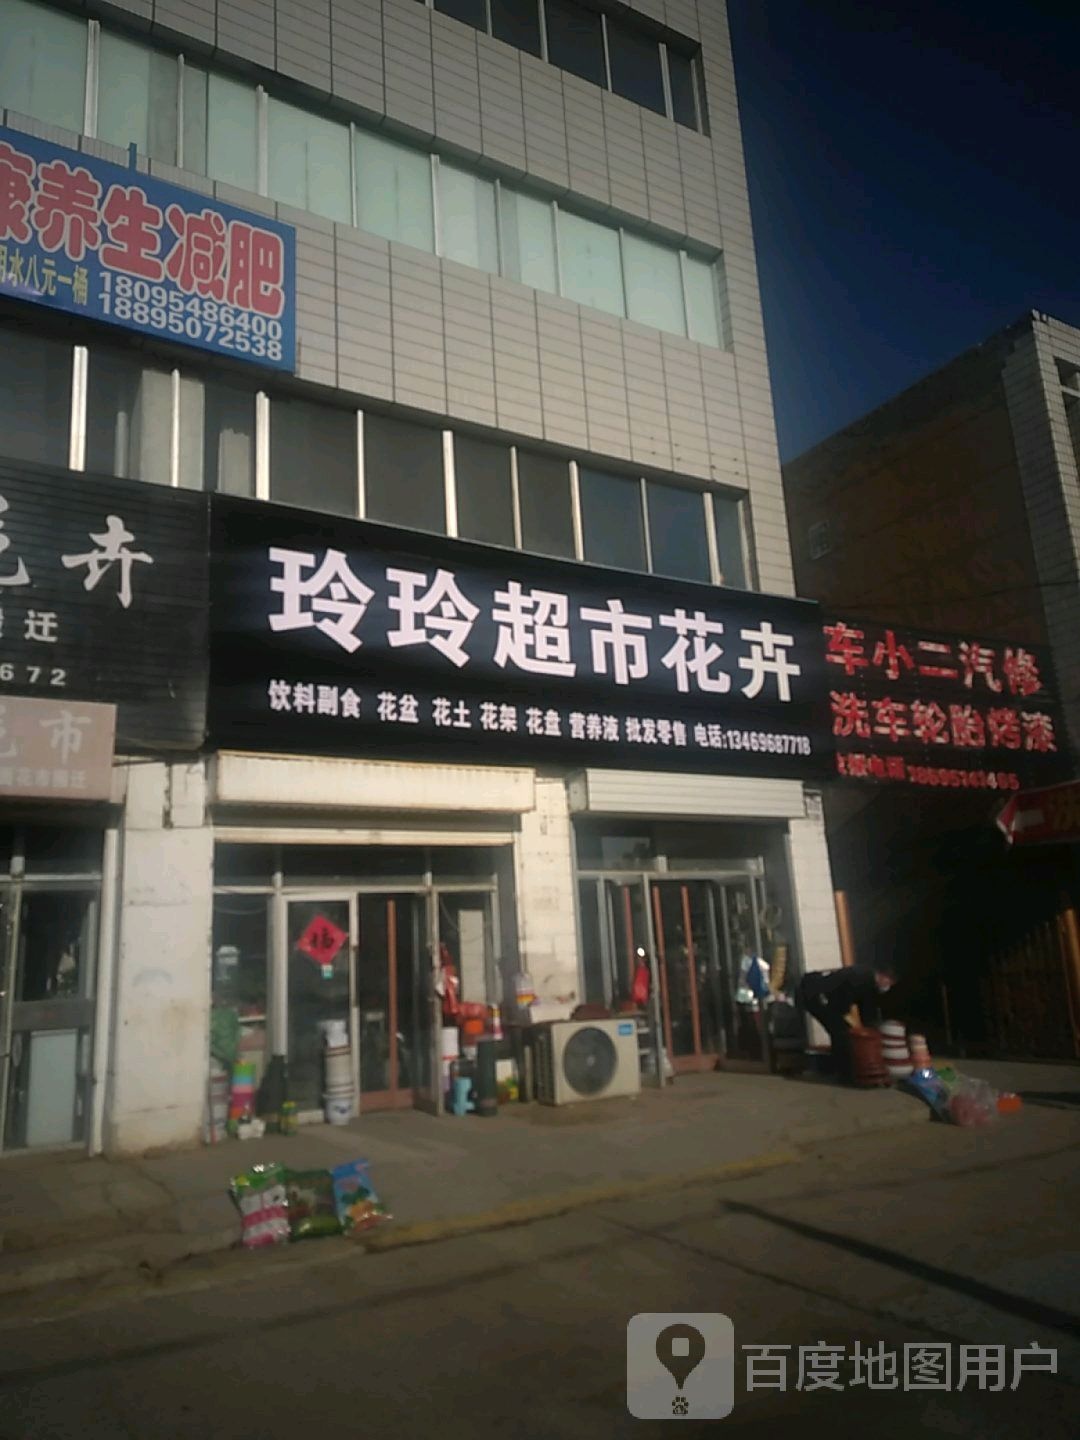 康养生减肥
水八元一桶
18095486400
18895072538
卉
迁
672
市
玲玲超市花卉
饮料副食 花盆 花土 花架 花盘 营养液 批发零售 电话:13469687718
车小二汽修
洗车轮胎烤漆
电话
福
百度地图用户